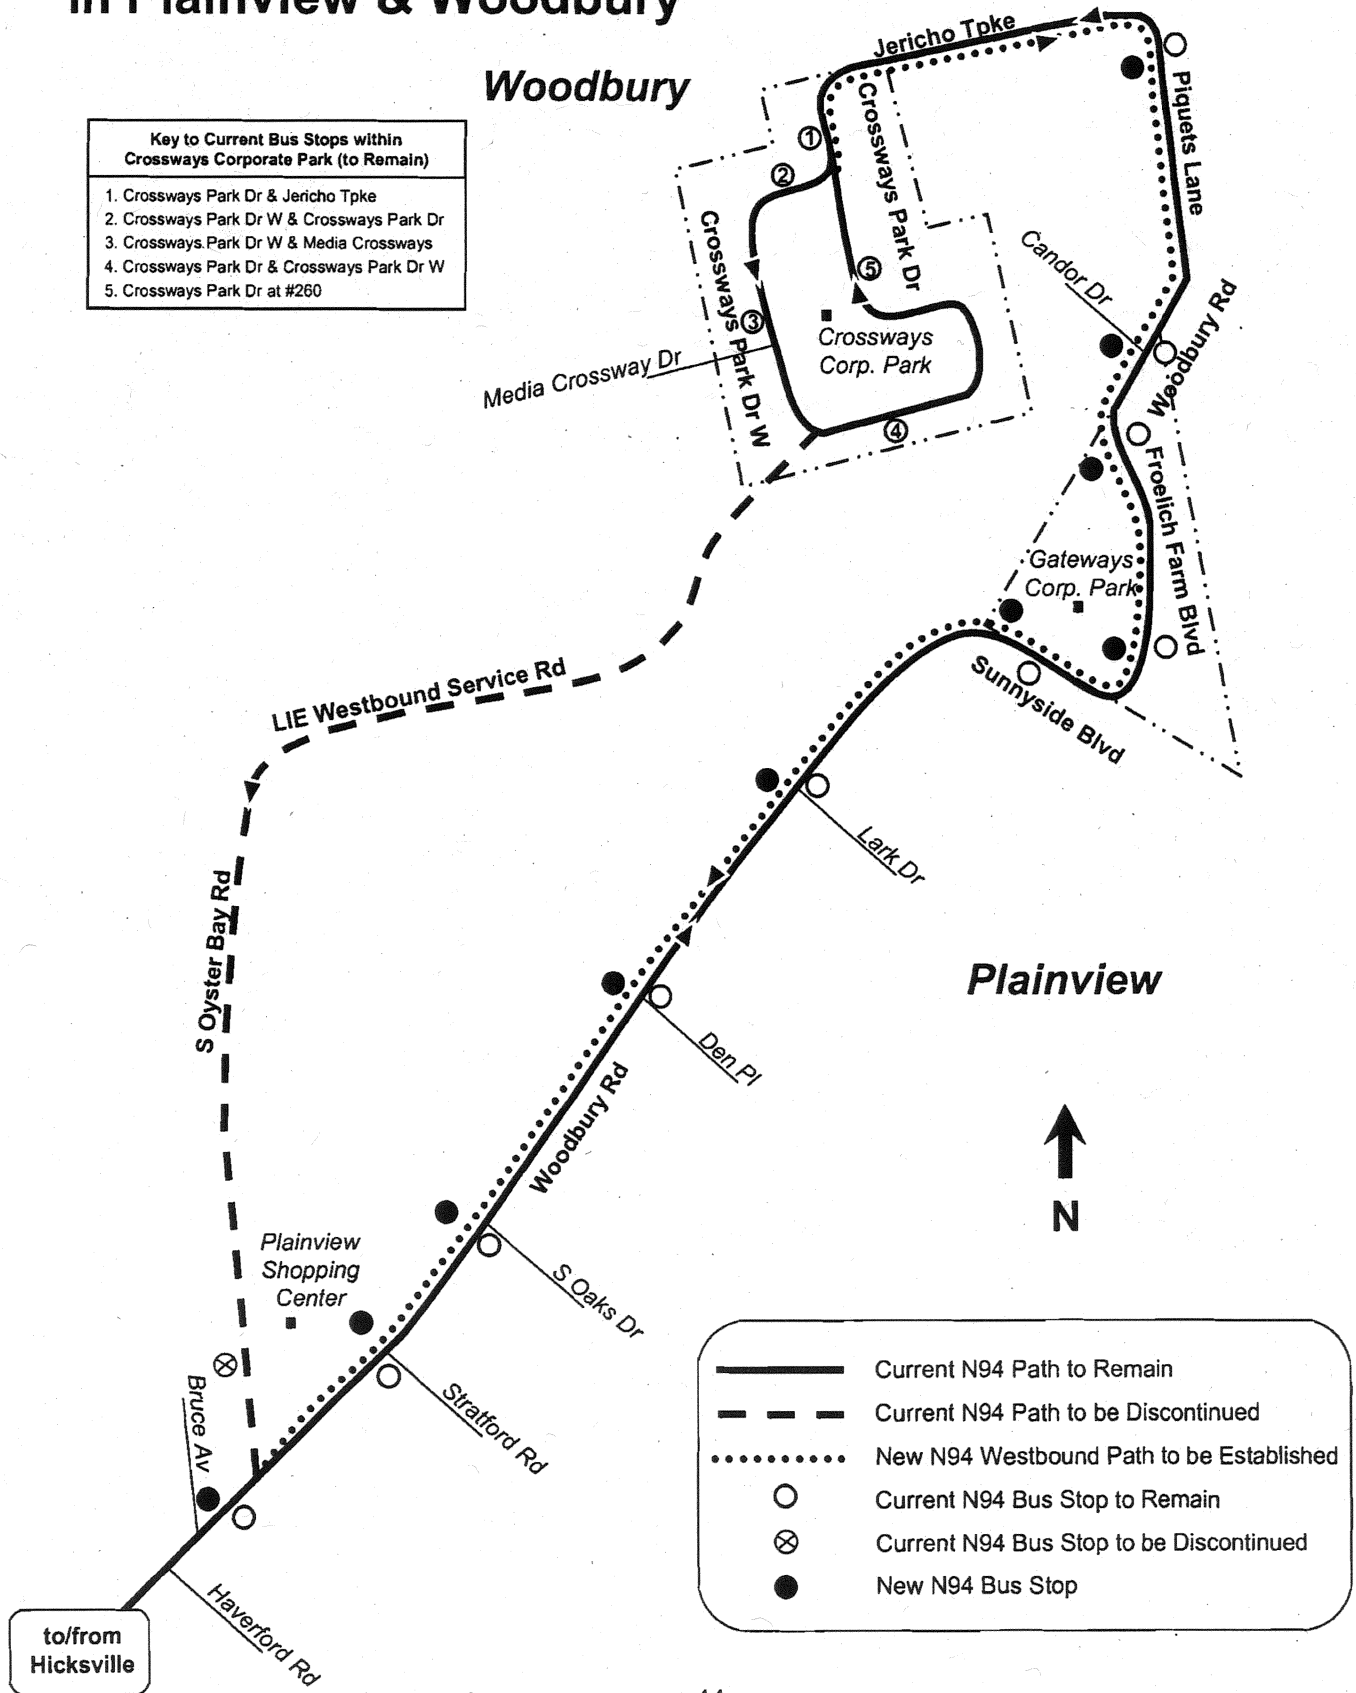 in Plainview & Woodbury
Woodbury
Jericho Tpke
Key to Current Bus Stops within
Crossways Corporate Park (to Remain)
1. Crossways Park Dr & Jericho Tpke
2. Crossways Park Dr W & Crossways Park Dr
3. Crossways Park Dr W & Media Crossways
4. Crossways Park Dr & Crossways Park Dr W
5. Crossways Park Dr at #260
Crossways Park Dr
Piquets Lane
1
2
3
4
5
Crossways Park Dr W
Candor Dr
Woodbury Rd
Crossways
Corp. Park
Media Crossway Dr
Froelich Farm Blvd
Gateways
Corp. Park
Sunnyside Blvd
LIE Westbound Service Rd
Lark Dr
S Oyster Bay Rd
Plainview
Den Pl
Woodbury Rd
N
Plainview
Shopping
Center
S Oaks Dr
Stratford Rd
Bruce Av
Haverford Rd
to/from
Hicksville
Current N94 Path to Remain
Current N94 Path to be Discontinued
New N94 Westbound Path to be Established
Current N94 Bus Stop to Remain
Current N94 Bus Stop to be Discontinued
New N94 Bus Stop